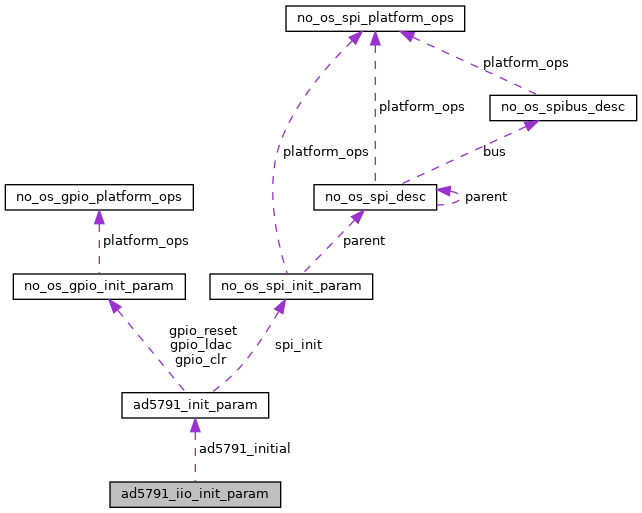 no_os_spi_platform_ops
platform_ops
no_os_spibus_desc
platform_ops
platform_ops
bus
no_os_gpio_platform_ops
no_os_spi_desc
parent
platform_ops
parent
no_os_gpio_init_param
no_os_spi_init_param
gpio_reset
gpio_ldac
gpio_clr
spi_init
ad5791_init_param
ad5791_initial
ad5791_iio_init_param